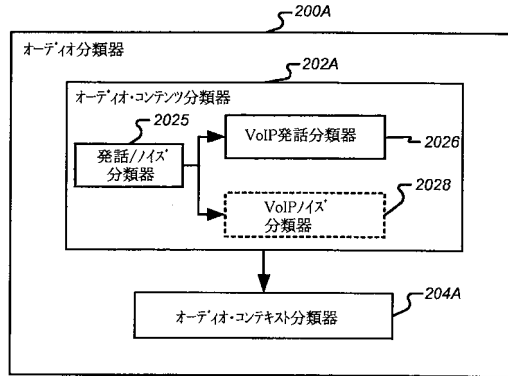 200A
オーディオ分類器
202A
オーディオ・コンテンツ分類器
2025
発話/ノイズ
分類器
VoIP発話分類器
2026
2028
VoIPノイズ
分類器
204A
オーディオ・コンテキスト分類器